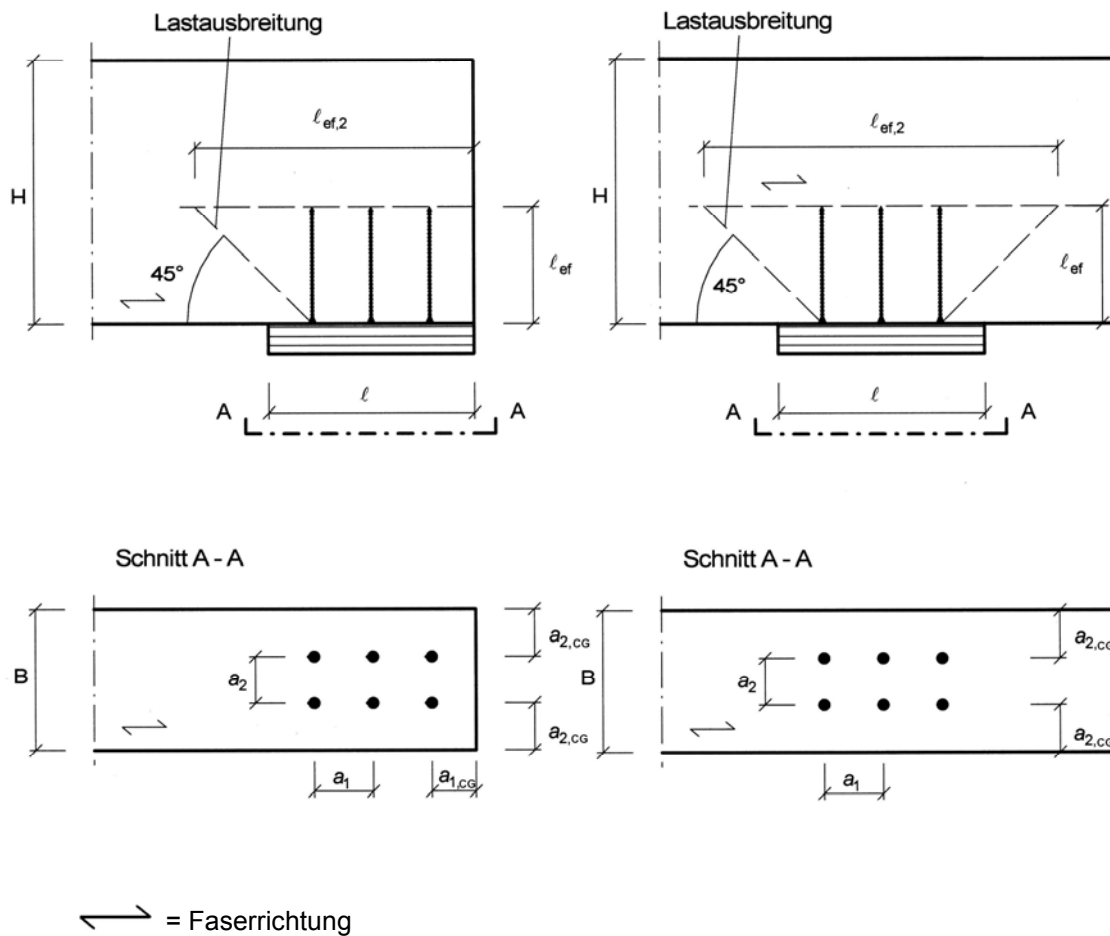 Lastausbreitung
ℓef,2
H
45°
ℓef
ℓ
A A
Lastausbreitung
ℓef,2
H
45°
ℓef
ℓ
A A
Schnitt A - A
B
a2
a2,CG
a2,CG
a1
a1,CG
Schnitt A - A
B
a2
a2,CG
a2,CG
a1
= Faserrichtung